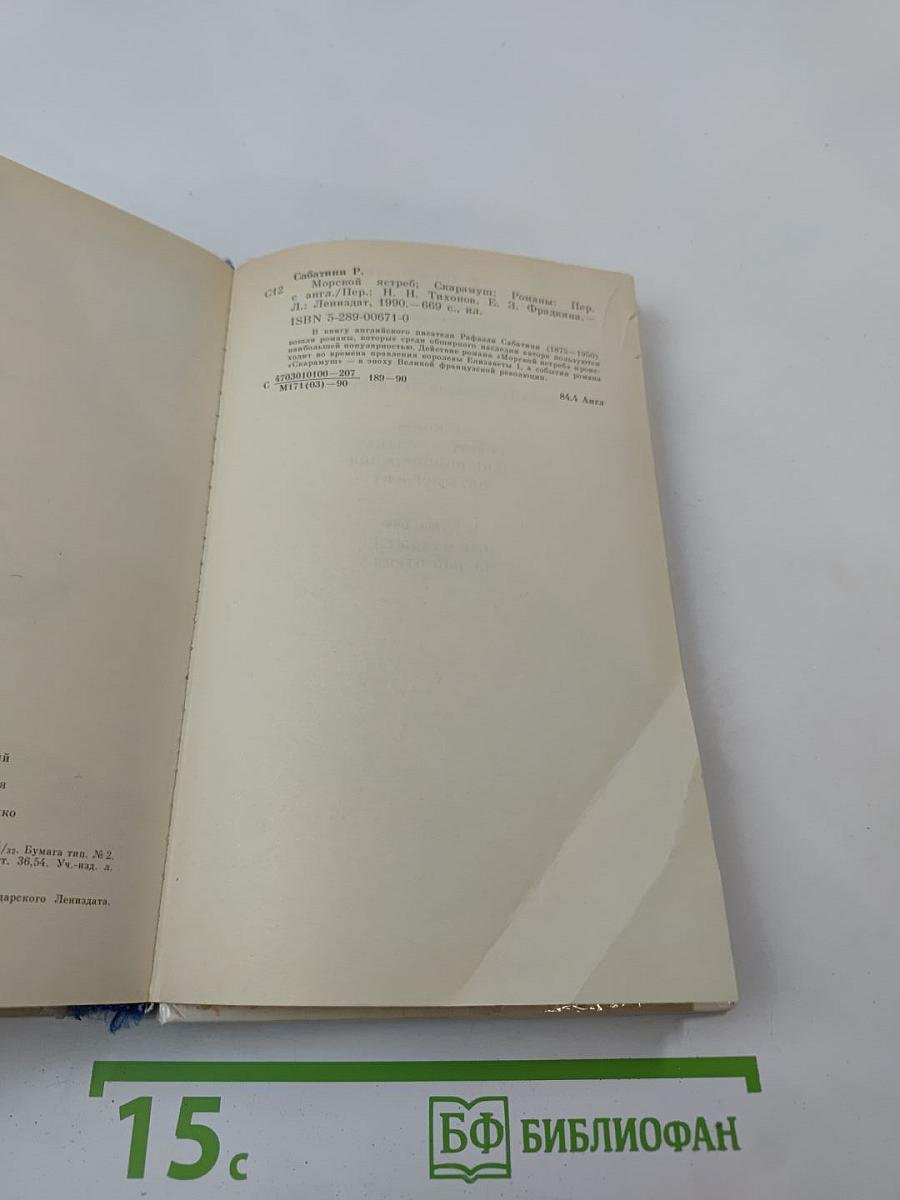 Сабатини Р.
С12 Морской ястреб; Скарамуш: Романы: Пер.
с англ./Пер.: Н. Н. Тихонов, Е. З. Фрадкина.—
Л.: Лениздат, 1990.—669 с., ил.
ISBN 5-289-00671-0
В книгу английского писателя Рафаэля Сабатини (1875—1950)
вошли романы, которые среди обширного наследия автора пользуются
наибольшей популярностью. Действие романа «Морской ястреб» проис-
ходит во времена правления королевы Елизаветы I, а события романа
«Скарамуш» — в эпоху Великой французской революции.
С 4703010100—207
М171(03)—90 189—90
84.4 Англ
ий
я
ко
/32. Бумага тип. № 2.
т. 36,54. Уч.-изд. л.
дарского Лениздата.
15 с
БФ БИБЛИОФАН